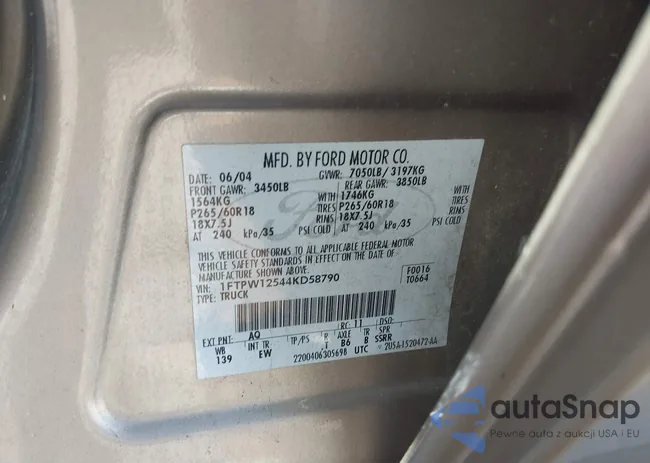 MFD. BY FORD MOTOR CO.
DATE: 06/04 GVWR: 7050LB/ 3197KG
FRONT GAWR: 3450LB REAR GAWR: 3850LB
1564KG 1746KG
P265/60R18 TIRES P265/60R18 TIRES
18X7.5J RIMS 18X7.5J RIMS
AT 240 kPa/35 PSI COLD AT 240 kPa/35 PSI COLD
Ford
THIS VEHICLE CONFORMS TO ALL APPLICABLE FEDERAL MOTOR
VEHICLE SAFETY STANDARDS IN EFFECT ON THE DATE OF
MANUFACTURE SHOWN ABOVE.
VIN: 1FTPW12544KD58790 F0016
TYPE: TRUCK T0664
EXT PNT: AQ RC: 11 DSO:
WB INT TR TP/PS R AXLE TR SPR
139 EW 1 B6 B SSRR
2200406305698 UTC 2U5A-1520472-AA
autaSnap
Pewne auta z aukcji USA i EU